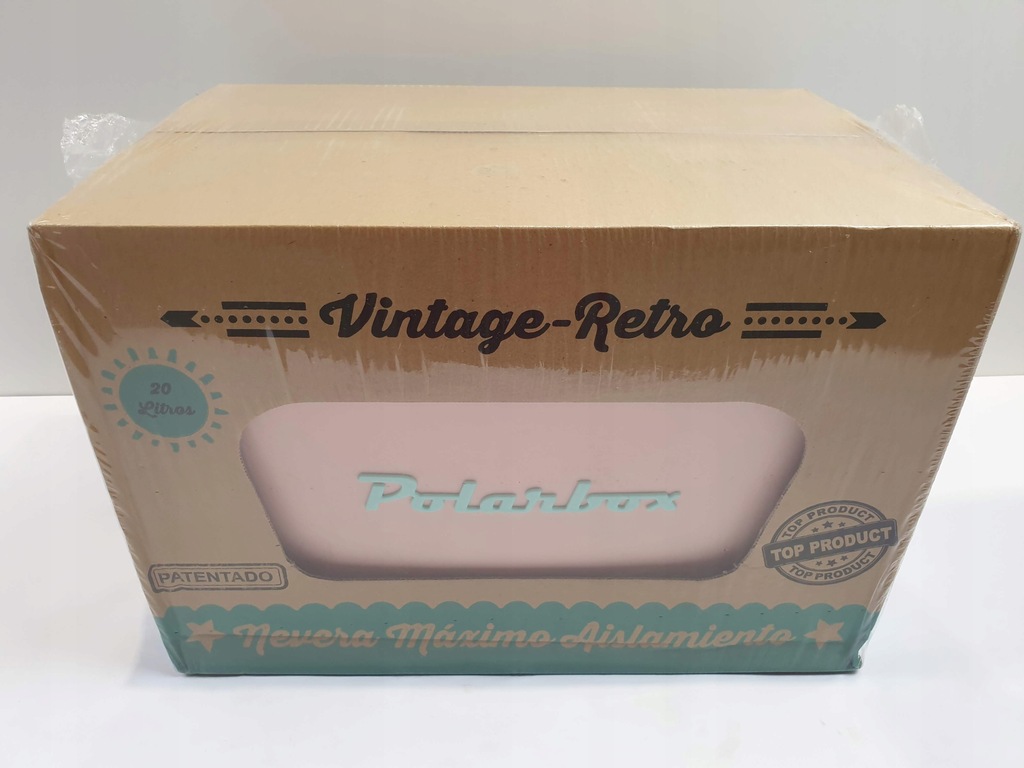 Vintage-Retro
20
Litros
Polarbox
TOP PRODUCT
TOP PRODUCT
TOP PRODUCT
PATENTADO
Nevera Máximo Aislamiento